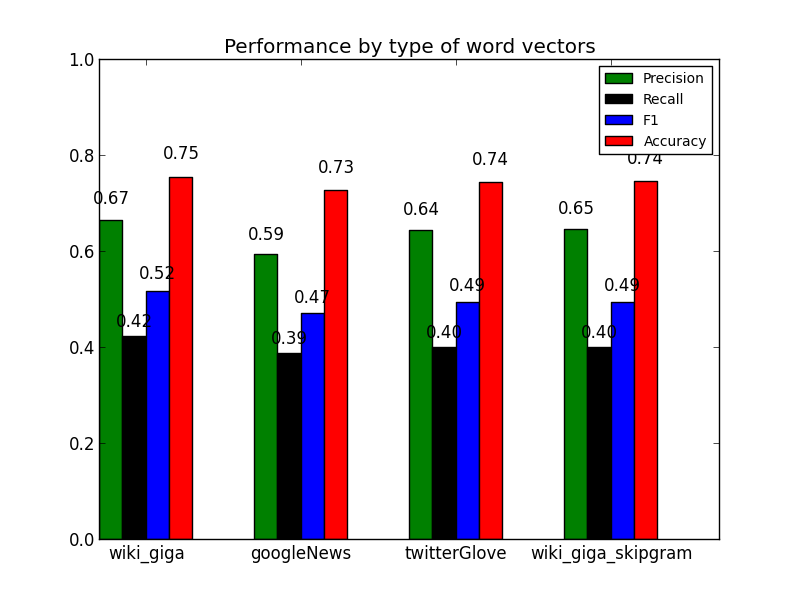 Performance by type of word vectors
1.0
0.8
0.6
0.4
0.2
0.0
Precision
Recall
F1
Accuracy
0.67
0.42
0.52
0.75
0.59
0.39
0.47
0.73
0.64
0.40
0.49
0.74
0.65
0.40
0.49
0.74
wiki_giga
googleNews
twitterGlove
wiki_giga_skipgram